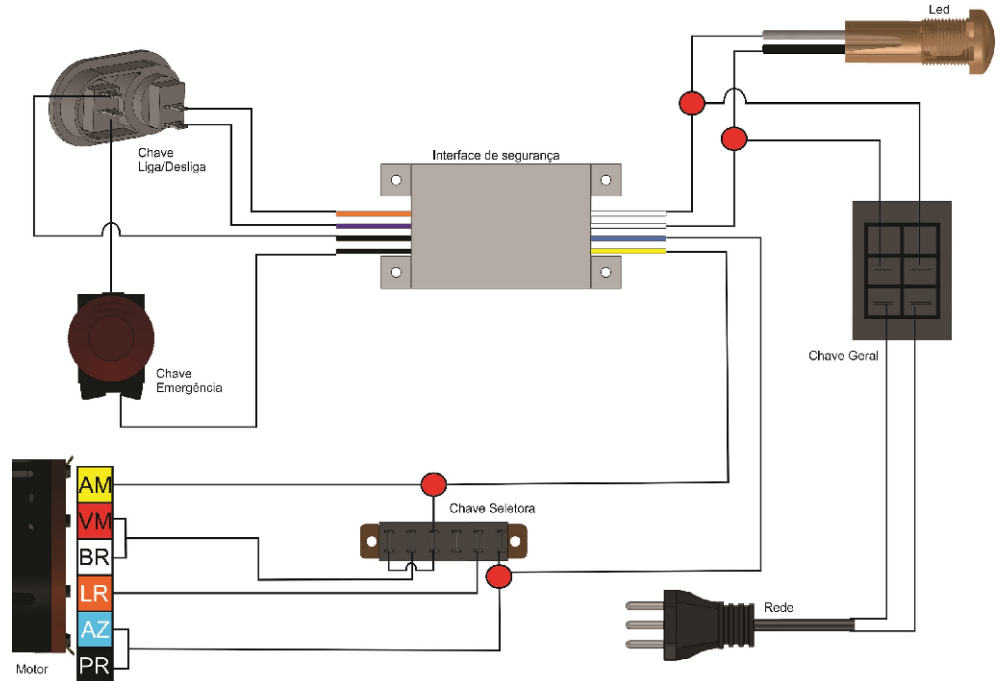 Led
Chave
Liga/Desliga
Interface de segurança
Chave Geral
Chave
Emergência
AM
VM
BR
LR
AZ
PR
Motor
Chave Seletora
Rede